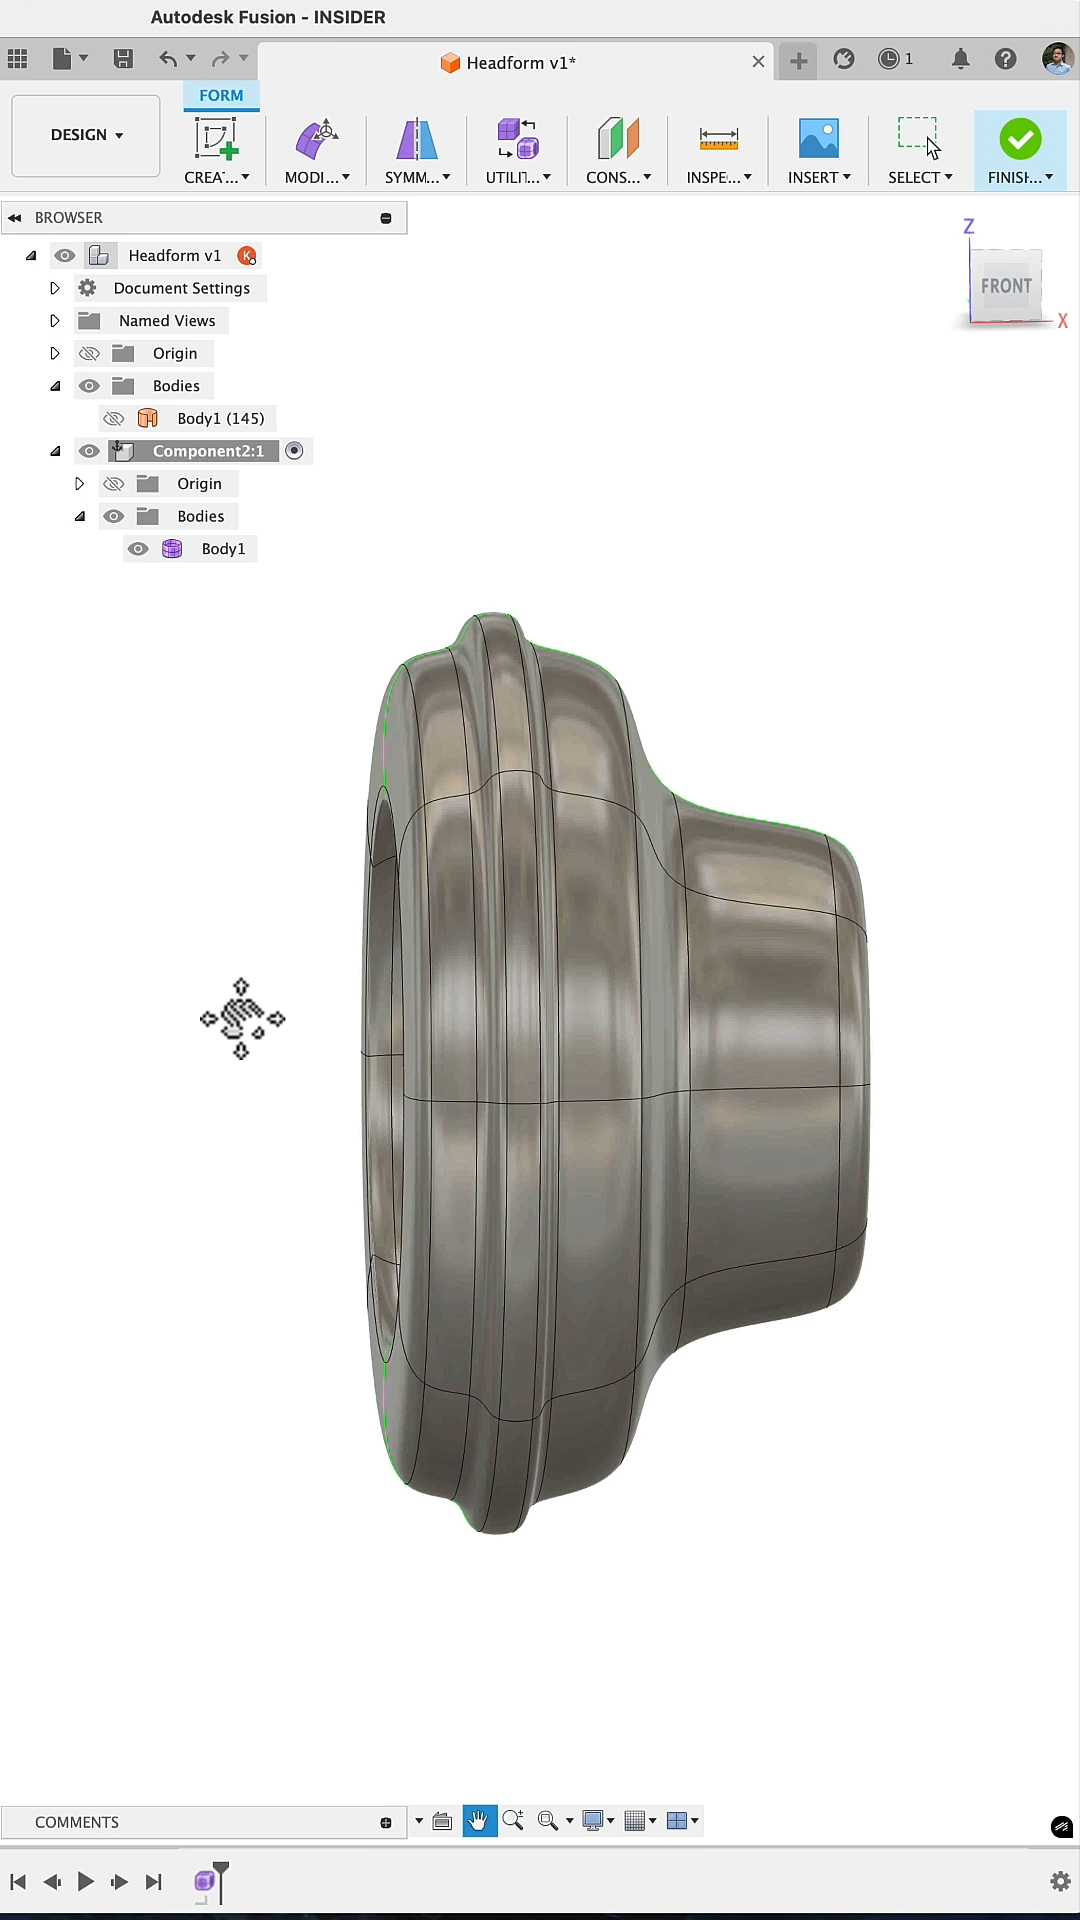 Autodesk Fusion - INSIDER
Headform v1*
1
FORM
DESIGN
CREA...
MODI...
SYMM...
UTILIT...
CONS...
INSPE...
INSERT
SELECT
FINISH...
BROWSER
Headform v1
K
Document Settings
Named Views
Origin
Bodies
Body1 (145)
Component2:1
Origin
Bodies
Body1
Z
FRONT
X
COMMENTS